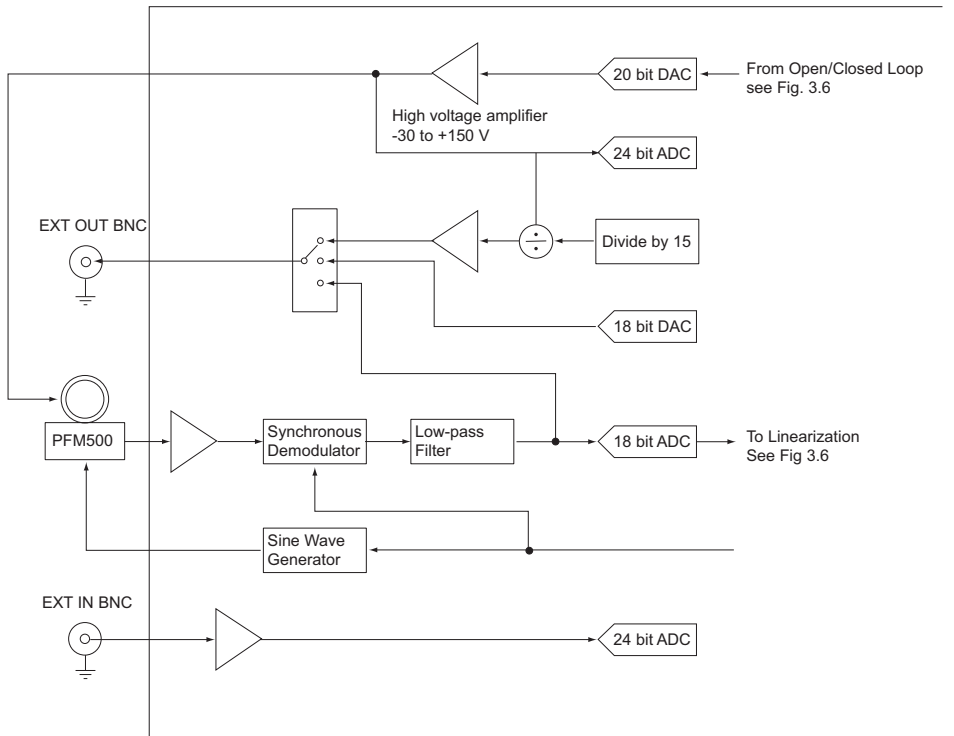 20 bit DAC
From Open/Closed Loop
see Fig. 3.6
High voltage amplifier
-30 to +150 V
24 bit ADC
EXT OUT BNC
÷
Divide by 15
18 bit DAC
PFM500
Synchronous
Demodulator
Low-pass
Filter
18 bit ADC
To Linearization
See Fig 3.6
Sine Wave
Generator
EXT IN BNC
24 bit ADC